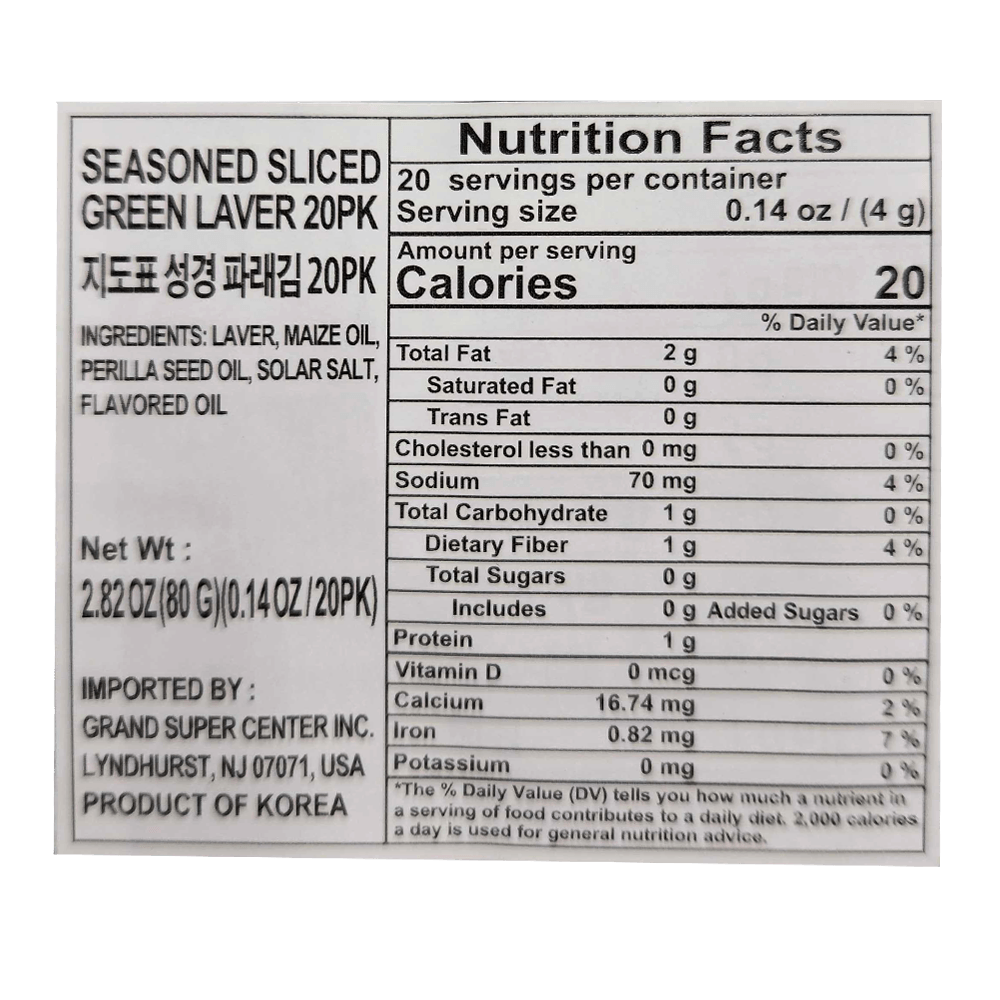 SEASONED SLICED
GREEN LAVER 20PK
지도표 성경 파래김 20PK
INGREDIENTS: LAVER, MAIZE OIL,
PERILLA SEED OIL, SOLAR SALT,
FLAVORED OIL
Net Wt :
2.82 OZ(80 G)(0.14 OZ / 20PK)
IMPORTED BY :
GRAND SUPER CENTER INC.
LYNDHURST, NJ 07071, USA
PRODUCT OF KOREA
Nutrition Facts
20 servings per container
Serving size 0.14 oz / (4 g)
Amount per serving
Calories 20
% Daily Value*
Total Fat 2 g 4 %
Saturated Fat 0 g 0 %
Trans Fat 0 g
Cholesterol less than 0 mg 0 %
Sodium 70 mg 4 %
Total Carbohydrate 1 g 0 %
Dietary Fiber 1 g 4 %
Total Sugars 0 g
Includes 0 g Added Sugars 0 %
Protein 1 g
Vitamin D 0 mcg 0 %
Calcium 16.74 mg 2 %
Iron 0.82 mg 7 %
Potassium 0 mg 0 %
*The % Daily Value (DV) tells you how much a nutrient in
a serving of food contributes to a daily diet. 2,000 calories
a day is used for general nutrition advice.